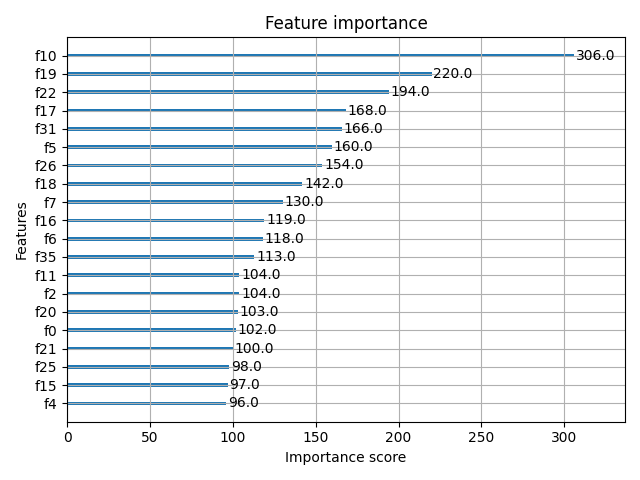 Feature importance
f10 306.0
f19 220.0
f22 194.0
f17 168.0
f31 166.0
f5 160.0
f26 154.0
f18 142.0
f7 130.0
f16 119.0
f6 118.0
f35 113.0
f11 104.0
f2 104.0
f20 103.0
f0 102.0
f21 100.0
f25 98.0
f15 97.0
f4 96.0
Features
0 50 100 150 200 250 300
Importance score